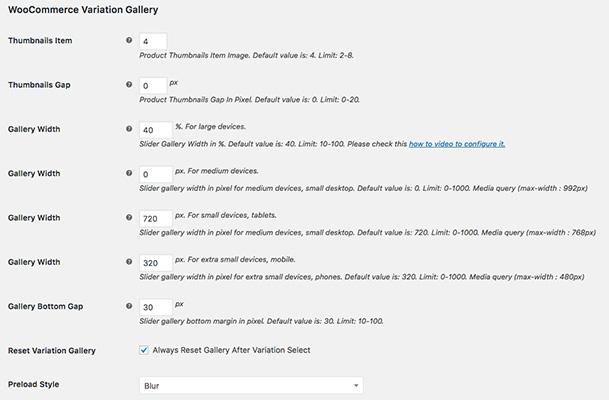 WooCommerce Variation Gallery
Thumbnails Item 4
Product Thumbnails Item Image. Default value is: 4. Limit: 2-8.
Thumbnails Gap 0 px
Product Thumbnails Gap In Pixel. Default value is: 0. Limit: 0-20.
Gallery Width 40 %. For large devices.
Slider Gallery Width in %. Default value is: 40. Limit: 10-100. Please check this how to video to configure it.
Gallery Width 0 px. For medium devices.
Slider gallery width in pixel for medium devices, small desktop. Default value is: 0. Limit: 0-1000. Media query (max-width : 992px)
Gallery Width 720 px. For small devices, tablets.
Slider gallery width in pixel for medium devices, small desktop. Default value is: 720. Limit: 0-1000. Media query (max-width : 768px)
Gallery Width 320 px. For extra small devices, mobile.
Slider gallery width in pixel for extra small devices, phones. Default value is: 320. Limit: 0-1000. Media query (max-width : 480px)
Gallery Bottom Gap 30 px
Slider gallery bottom margin in pixel. Default value is: 30. Limit: 10-100.
Reset Variation Gallery Always Reset Gallery After Variation Select
Preload Style Blur